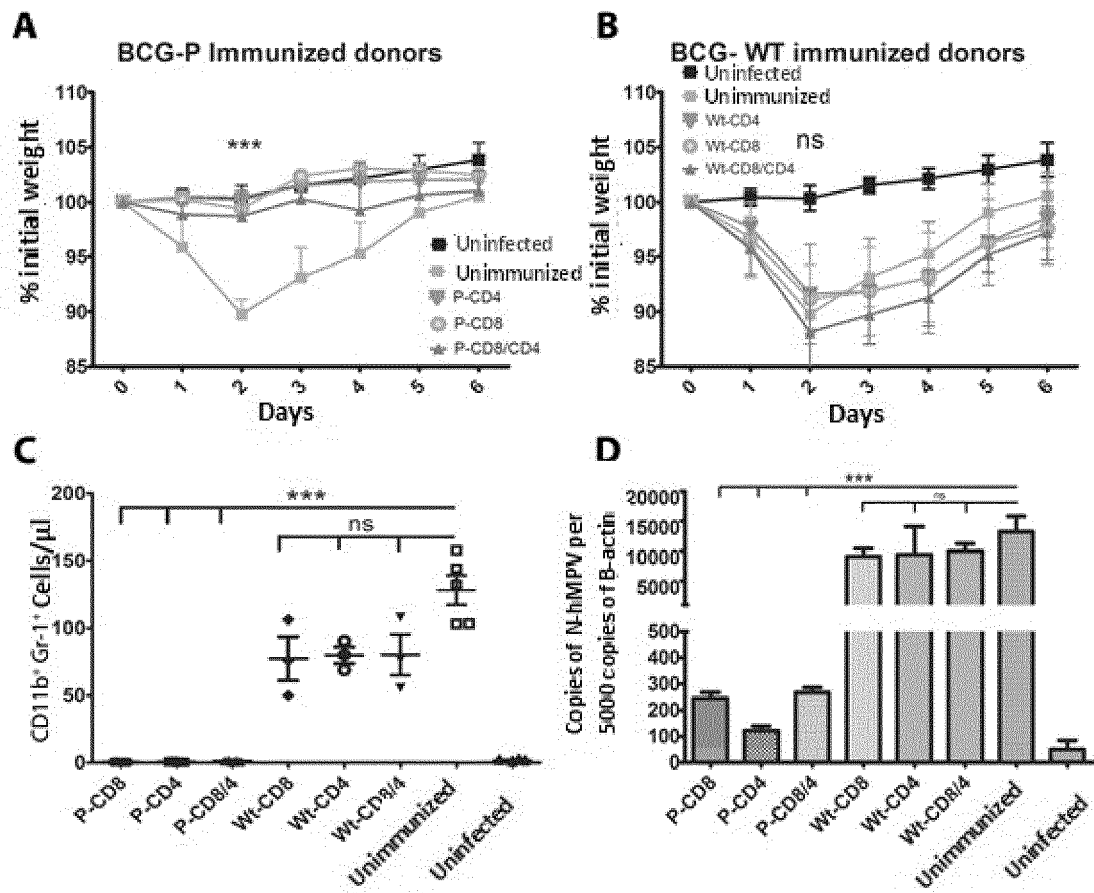 A
BCG-P Immunized donors
% initial weight
110
105
100
95
90
85
***
Uninfected
Unimmunized
P-CD4
P-CD8
P-CD8/CD4
0 1 2 3 4 5 6
Days
B
BCG- WT immunized donors
% initial weight
110
105
100
95
90
85
Uninfected
Unimmunized
Wt-CD4
Wt-CD8
Wt-CD8/CD4
ns
0 1 2 3 4 5 6
Days
C
CD11b⁺ Gr-1⁺ Cells/µl
200
150
100
50
0
***
ns
P-CD8
P-CD4
P-CD8/4
Wt-CD8
Wt-CD4
Wt-CD8/4
Unimmunized
Uninfected
D
Copies of N-hMPV per
5000 copies of B-actin
20000
15000
10000
5000
500
400
300
200
100
0
***
ns
P-CD8
P-CD4
P-CD8/4
Wt-CD8
Wt-CD4
Wt-CD8/4
Unimmunized
Uninfected